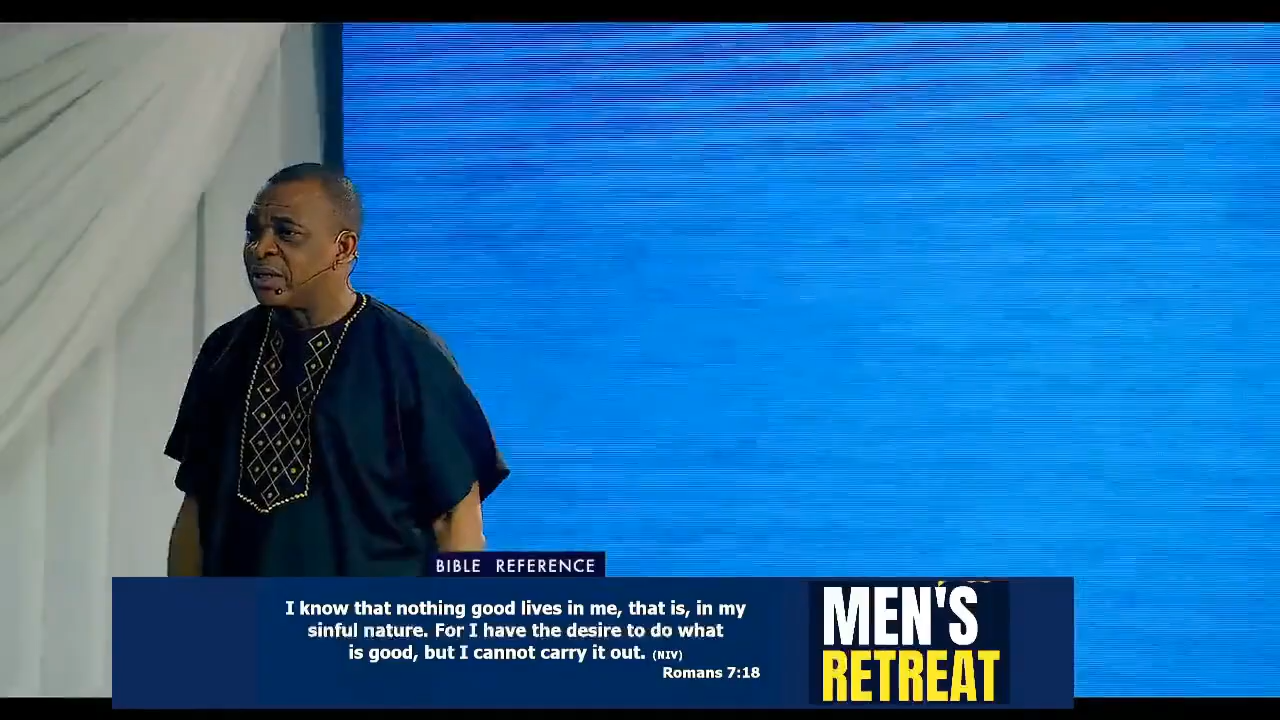 BIBLE REFERENCE
I know that nothing good lives in me, that is, in my
sinful nature. For I have the desire to do what
is good, but I cannot carry it out. (NIV)
Romans 7:18
MEN'S
RETREAT